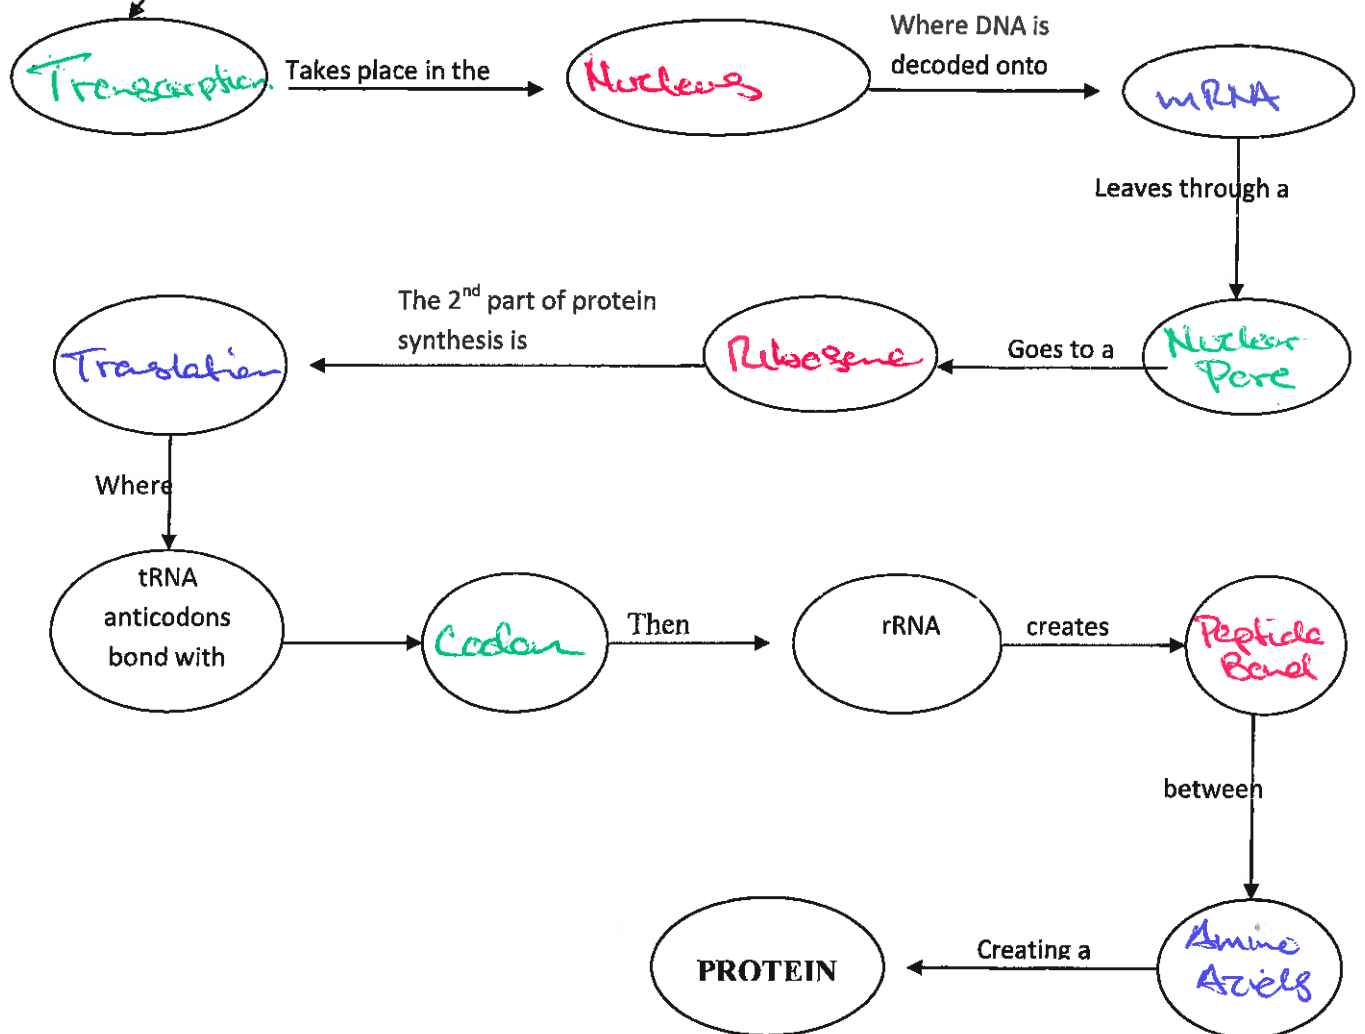 Transcription
Takes place in the
Nucleus
Where DNA is
decoded onto
mRNA
Leaves through a
Nuclear
Pore
Goes to a
Ribosome
The 2nd part of protein
synthesis is
Translation
Where
tRNA
anticodons
bond with
Codon
Then
rRNA
creates
Peptide
Bond
between
Amino
Acids
Creating a
PROTEIN